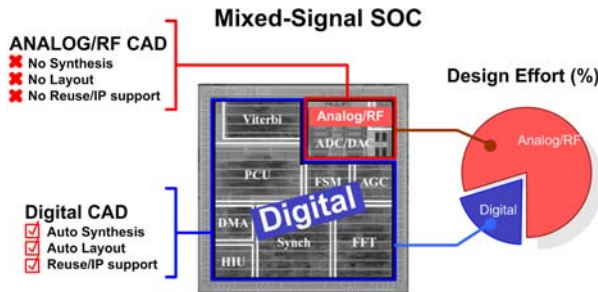 Mixed-Signal SOC
ANALOG/RF CAD
No Synthesis
No Layout
No Reuse/IP support
Digital CAD
Auto Synthesis
Auto Layout
Reuse/IP support
Viterbi
Analog/RF
ADC/DAC
PCU
FSM
AGC
DMA
Digital
Synch
FFT
HIU
Design Effort (%)
Analog/RF
Digital